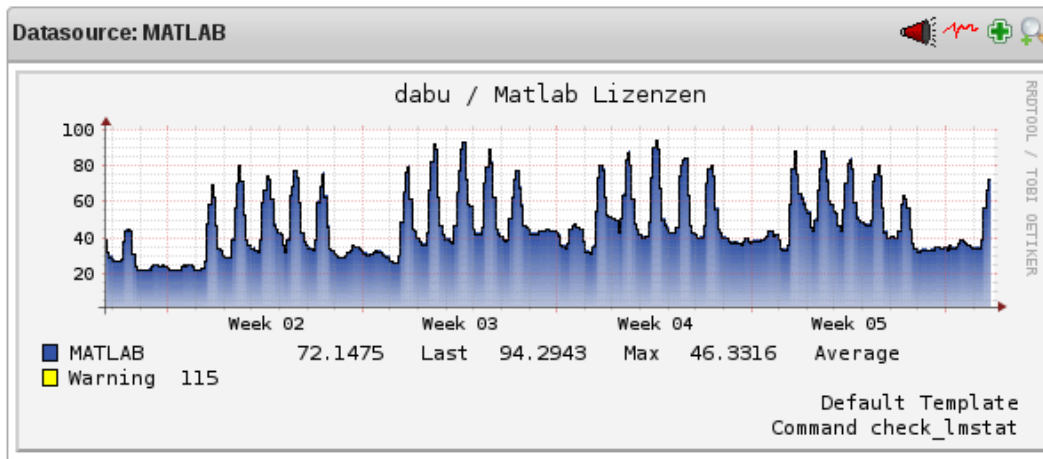 Datasource: MATLAB
dabu / Matlab Lizenzen
RRDTOOL / TOBI OETIKER
100
80
60
40
20
Week 02 Week 03 Week 04 Week 05
MATLAB 72.1475 Last 94.2943 Max 46.3316 Average
Warning 115
Default Template
Command check_lmstat